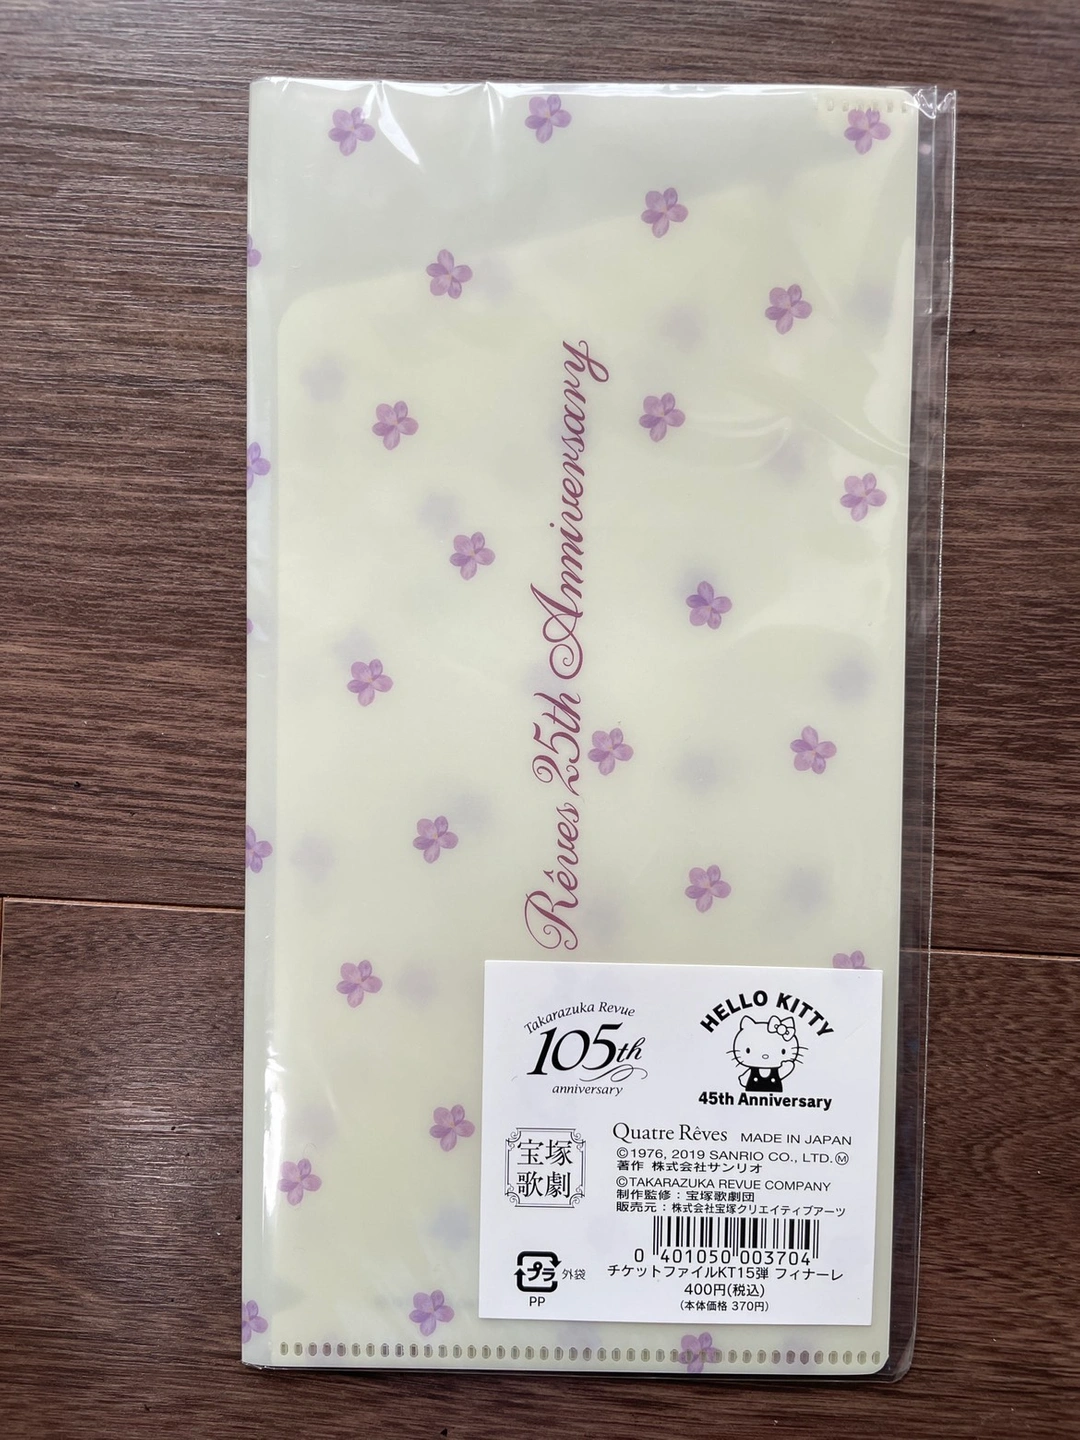 Rêves 25th Anniversary
Takarazuka Revue
105th
anniversary
HELLO KITTY
45th Anniversary
宝塚
歌劇
Quatre Rêves MADE IN JAPAN
©1976, 2019 SANRIO CO., LTD. Ⓜ
著作 株式会社サンリオ
©TAKARAZUKA REVUE COMPANY
制作監修：宝塚歌劇団
販売元：株式会社宝塚クリエイティブアーツ
0 401050 003704
チケットファイルKT15弾 フィナーレ
400円(税込)
(本体価格 370円)
プラ 外袋
PP